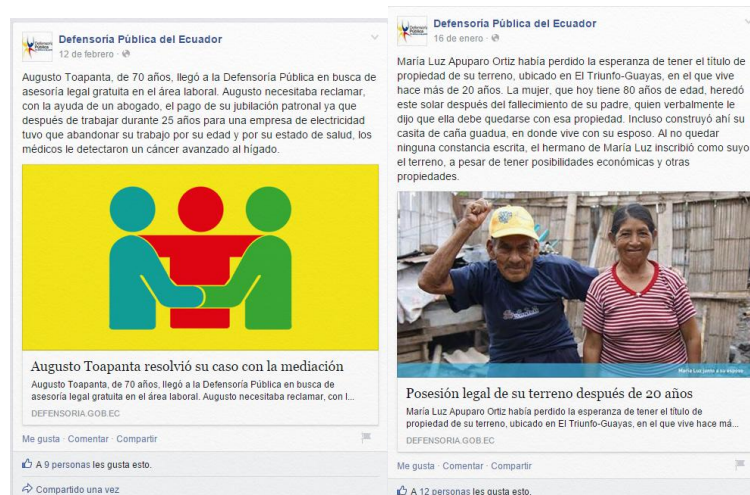 Defensoría Pública del Ecuador
12 de febrero ·
Augusto Toapanta, de 70 años, llegó a la Defensoría Pública en busca de
asesoría legal gratuita en el área laboral. Augusto necesitaba reclamar,
con la ayuda de un abogado, el pago de su jubilación patronal ya que
después de trabajar durante 25 años para una empresa de electricidad
tuvo que abandonar su trabajo por su edad y por su estado de salud, los
médicos le detectaron un cáncer avanzado al hígado.
Augusto Toapanta resolvió su caso con la mediación
Augusto Toapanta, de 70 años, llegó a la Defensoría Pública en busca de
asesoría legal gratuita en el área laboral. Augusto necesitaba reclamar, con l...
DEFENSORIA.GOB.EC
Me gusta · Comentar · Compartir
A 9 personas les gusta esto.
Compartido una vez
Defensoría Pública del Ecuador
16 de enero ·
María Luz Apuparo Ortiz había perdido la esperanza de tener el título de
propiedad de su terreno, ubicado en El Triunfo-Guayas, en el que vive
hace más de 20 años. La mujer, que hoy tiene 80 años de edad, heredó
este solar después del fallecimiento de su padre, quien verbalmente le
dijo que ella debe quedarse con esa propiedad. Incluso construyó ahí su
casita de caña guadua, en donde vive con su esposo. Al no quedar
ninguna constancia escrita, el hermano de María Luz inscribió como suyo
el terreno, a pesar de tener posibilidades económicas y otras
propiedades.
María Luz junto a su esposo
Posesión legal de su terreno después de 20 años
María Luz Apuparo Ortiz había perdido la esperanza de tener el título de
propiedad de su terreno, ubicado en El Triunfo-Guayas, en el que vive hace má...
DEFENSORIA.GOB.EC
Me gusta · Comentar · Compartir
A 12 personas les gusta esto.